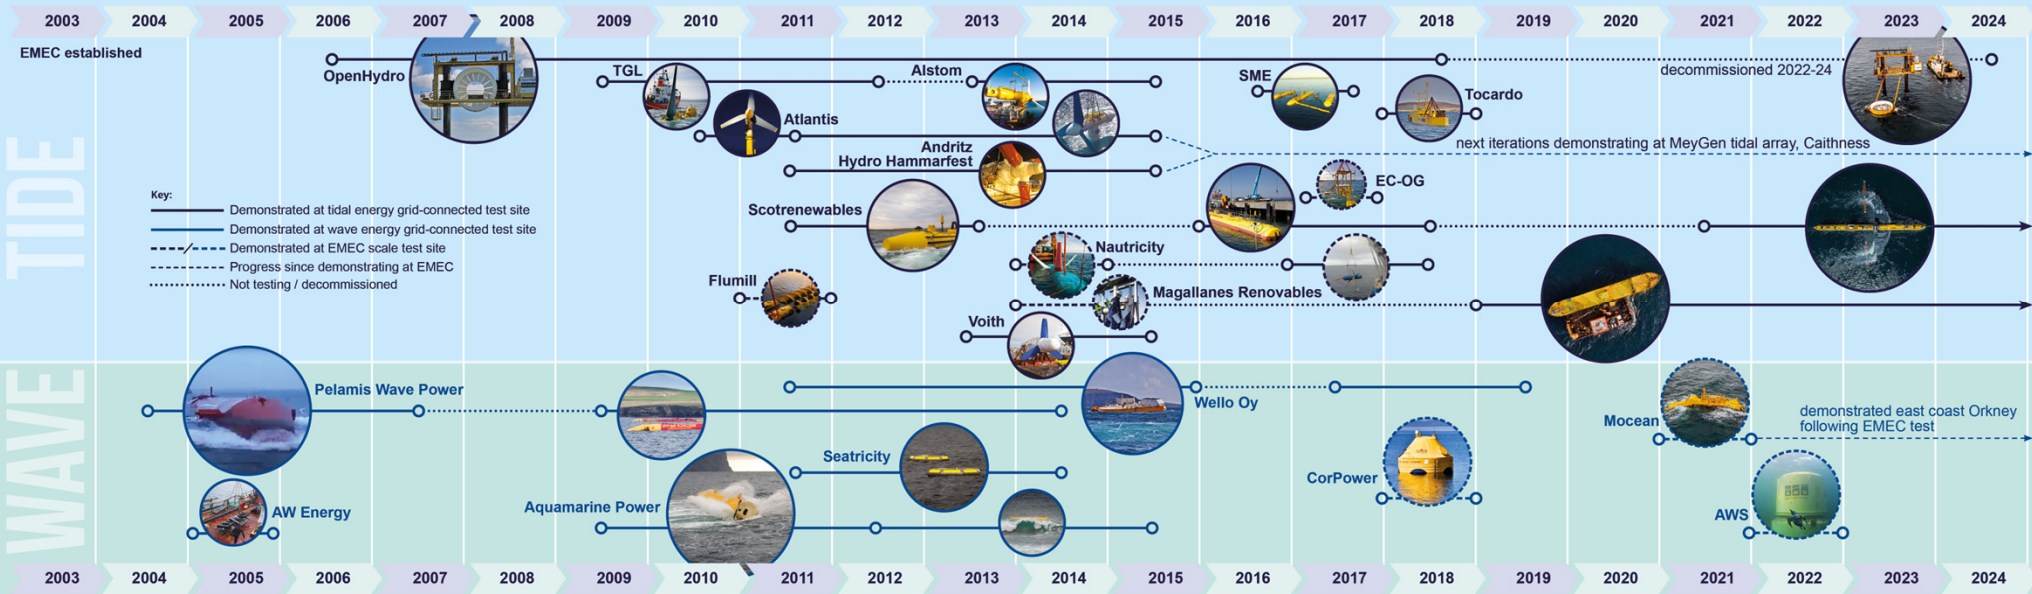 2003 2004 2005 2006 2007 2008 2009 2010 2011 2012 2013 2014 2015 2016 2017 2018 2019 2020 2021 2022 2023 2024
EMEC established
TIDE
OpenHydro
decommissioned 2022-24
TGL
Alstom
SME
Tocardo
Atlantis
Andritz
Hydro Hammarfest
next iterations demonstrating at MeyGen tidal array, Caithness
EC-OG
Key:
Demonstrated at tidal energy grid-connected test site
Demonstrated at wave energy grid-connected test site
Demonstrated at EMEC scale test site
Progress since demonstrating at EMEC
Not testing / decommissioned
Scotrenewables
Nautricity
Flumill
Magallanes Renovables
Voith
WAVE
Pelamis Wave Power
Wello Oy
Mocean
demonstrated east coast Orkney
following EMEC test
Seatricity
CorPower
Aquamarine Power
AW Energy
AWS
2003 2004 2005 2006 2007 2008 2009 2010 2011 2012 2013 2014 2015 2016 2017 2018 2019 2020 2021 2022 2023 2024